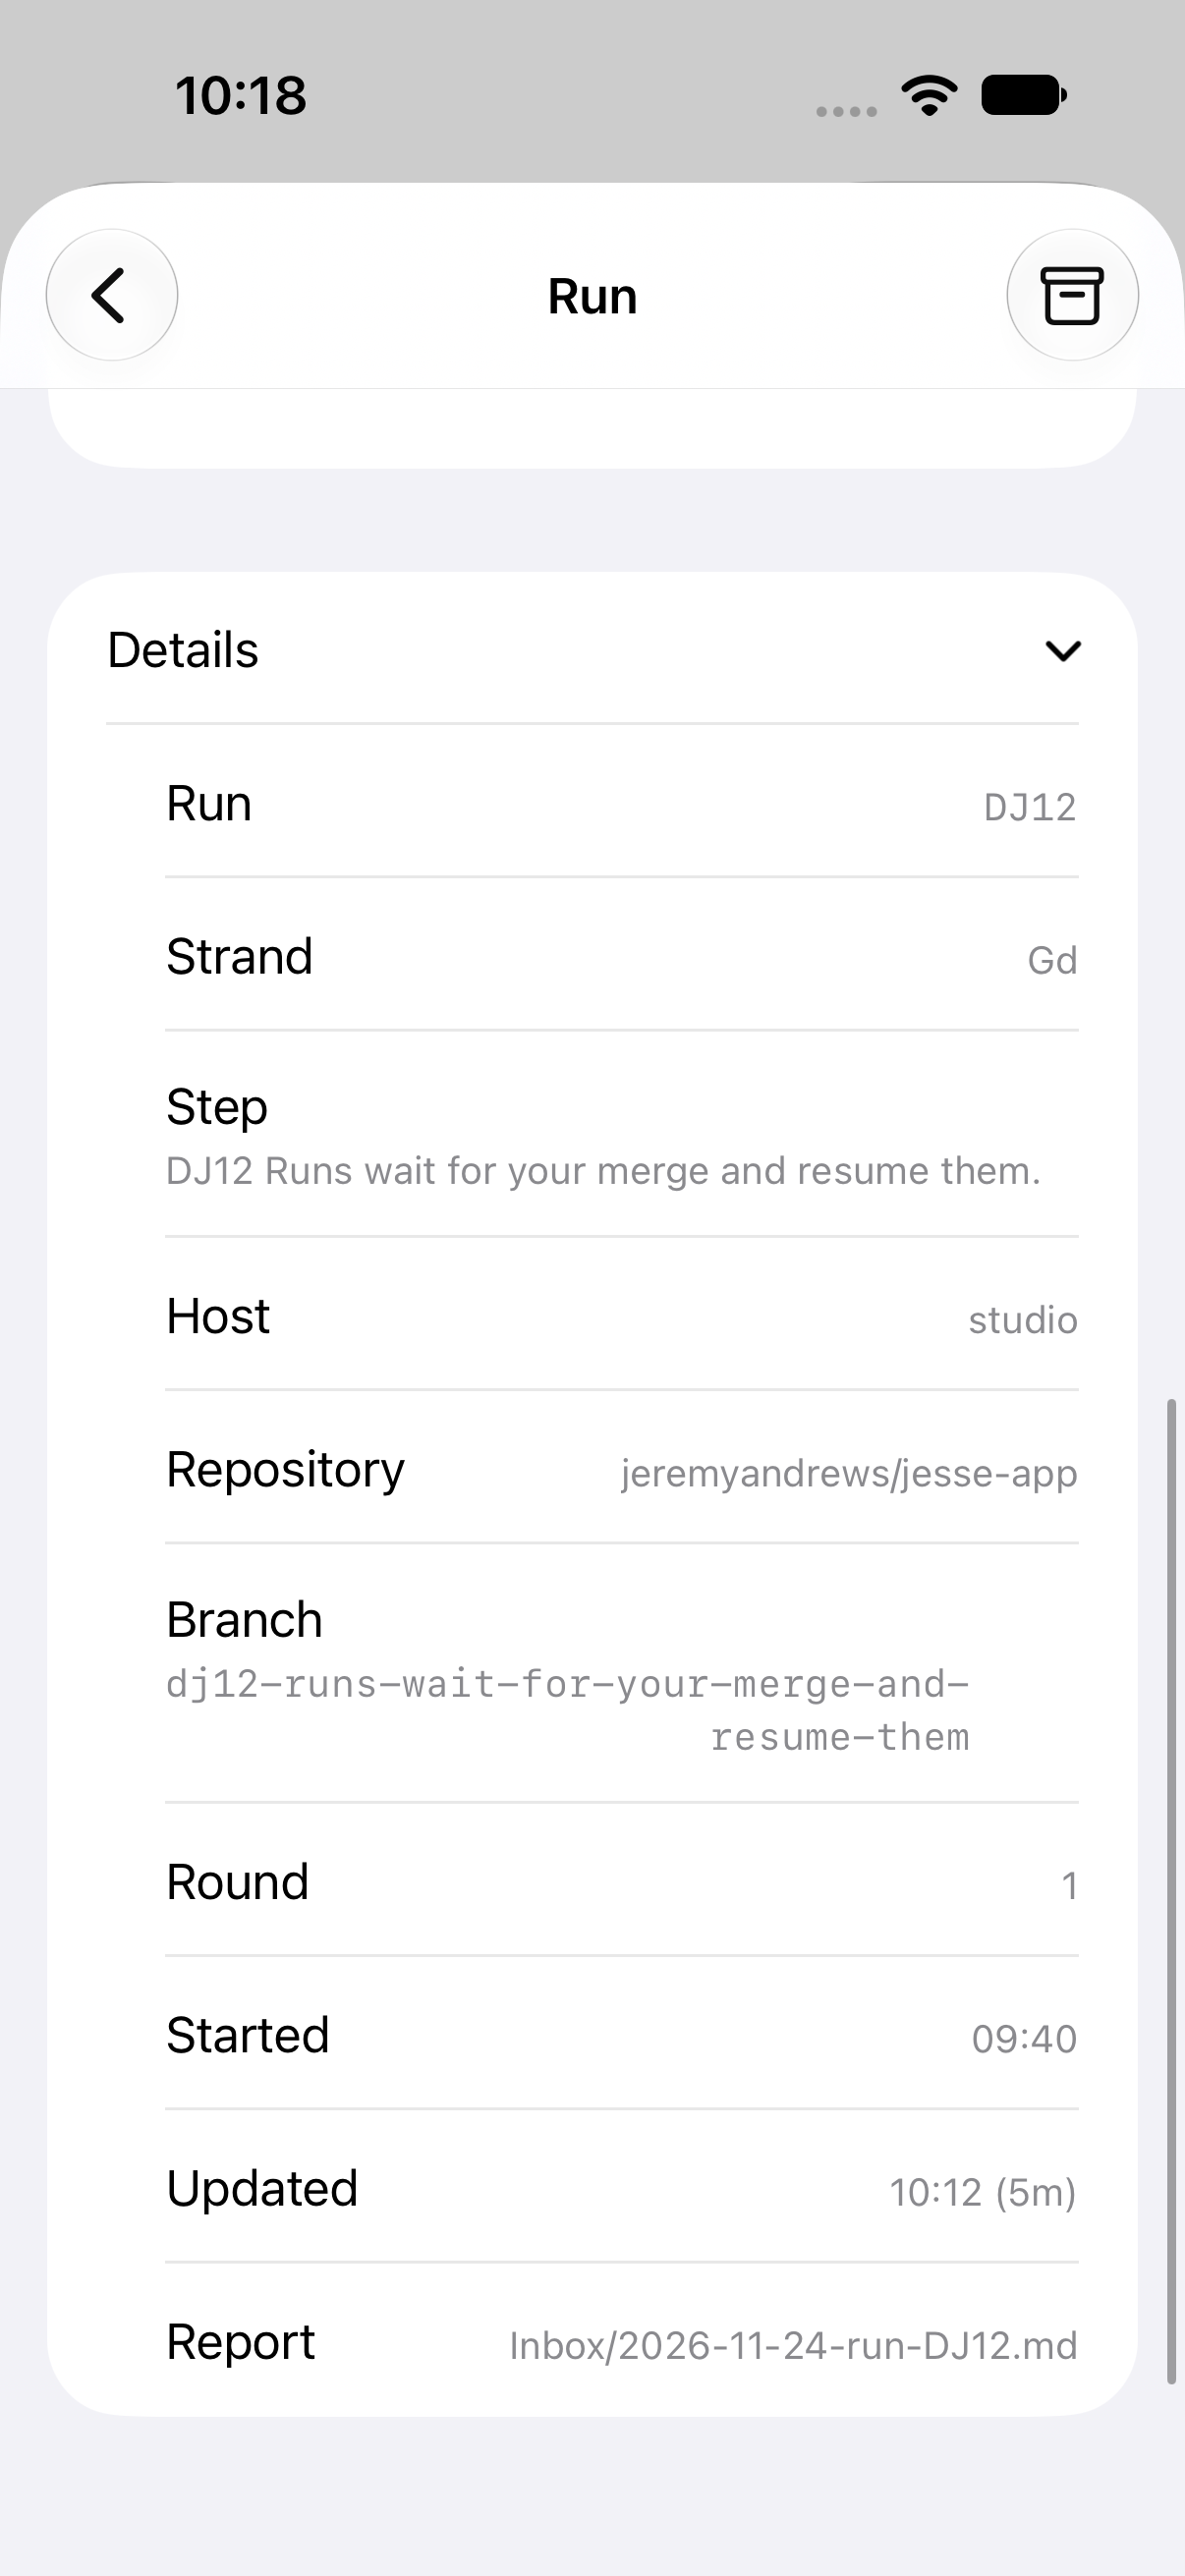 10:18
Run
Details
Run DJ12
Strand Gd
Step
DJ12 Runs wait for your merge and resume them.
Host studio
Repository jeremyandrews/jesse-app
Branch
dj12-runs-wait-for-your-merge-and-
resume-them
Round 1
Started 09:40
Updated 10:12 (5m)
Report Inbox/2026-11-24-run-DJ12.md